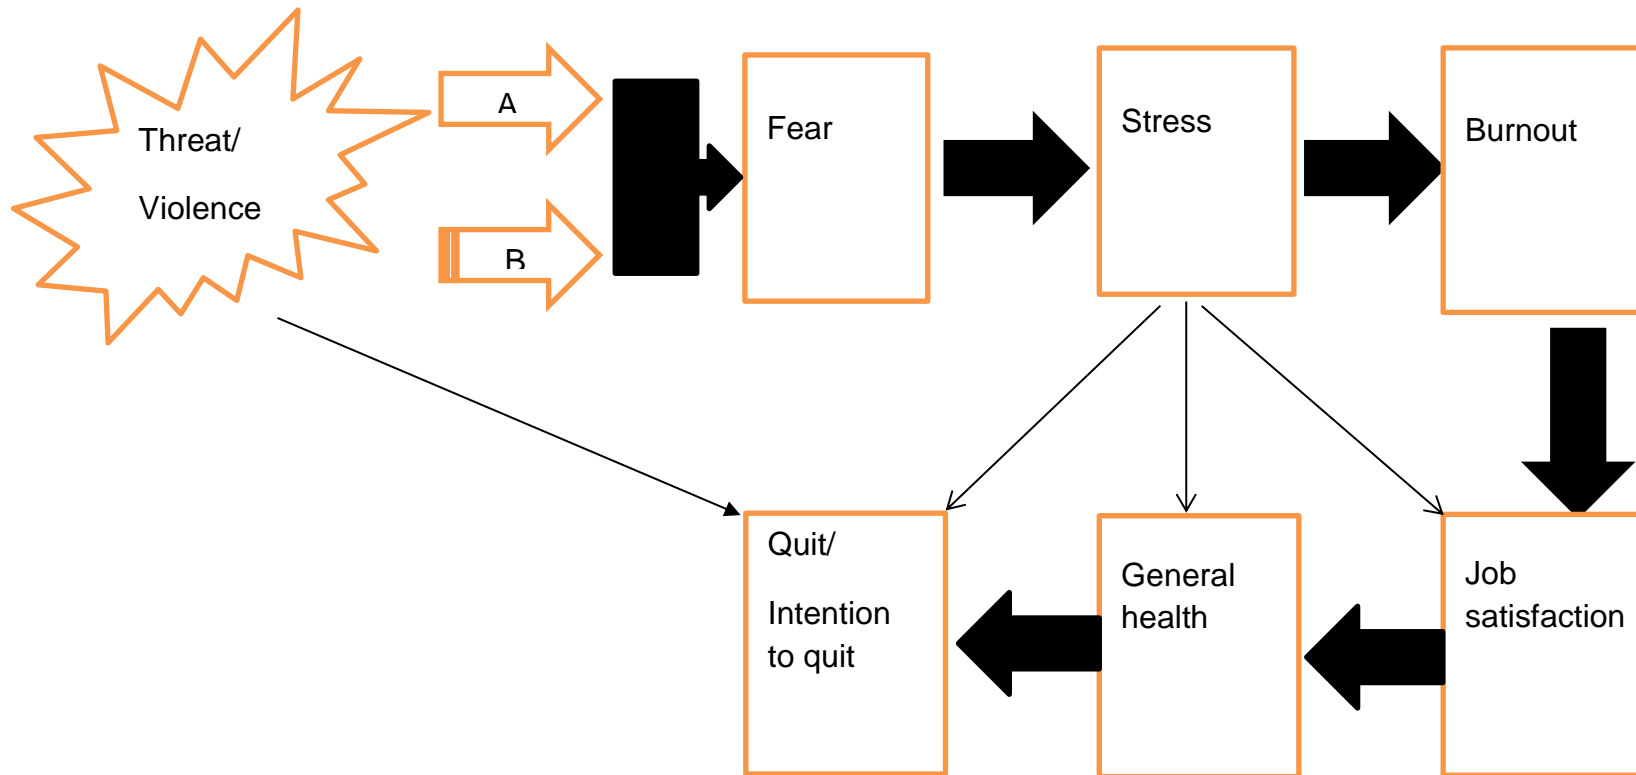 Threat/
Violence
A
B
Fear
Stress
Burnout
Quit/
Intention
to quit
General
health
Job
satisfaction